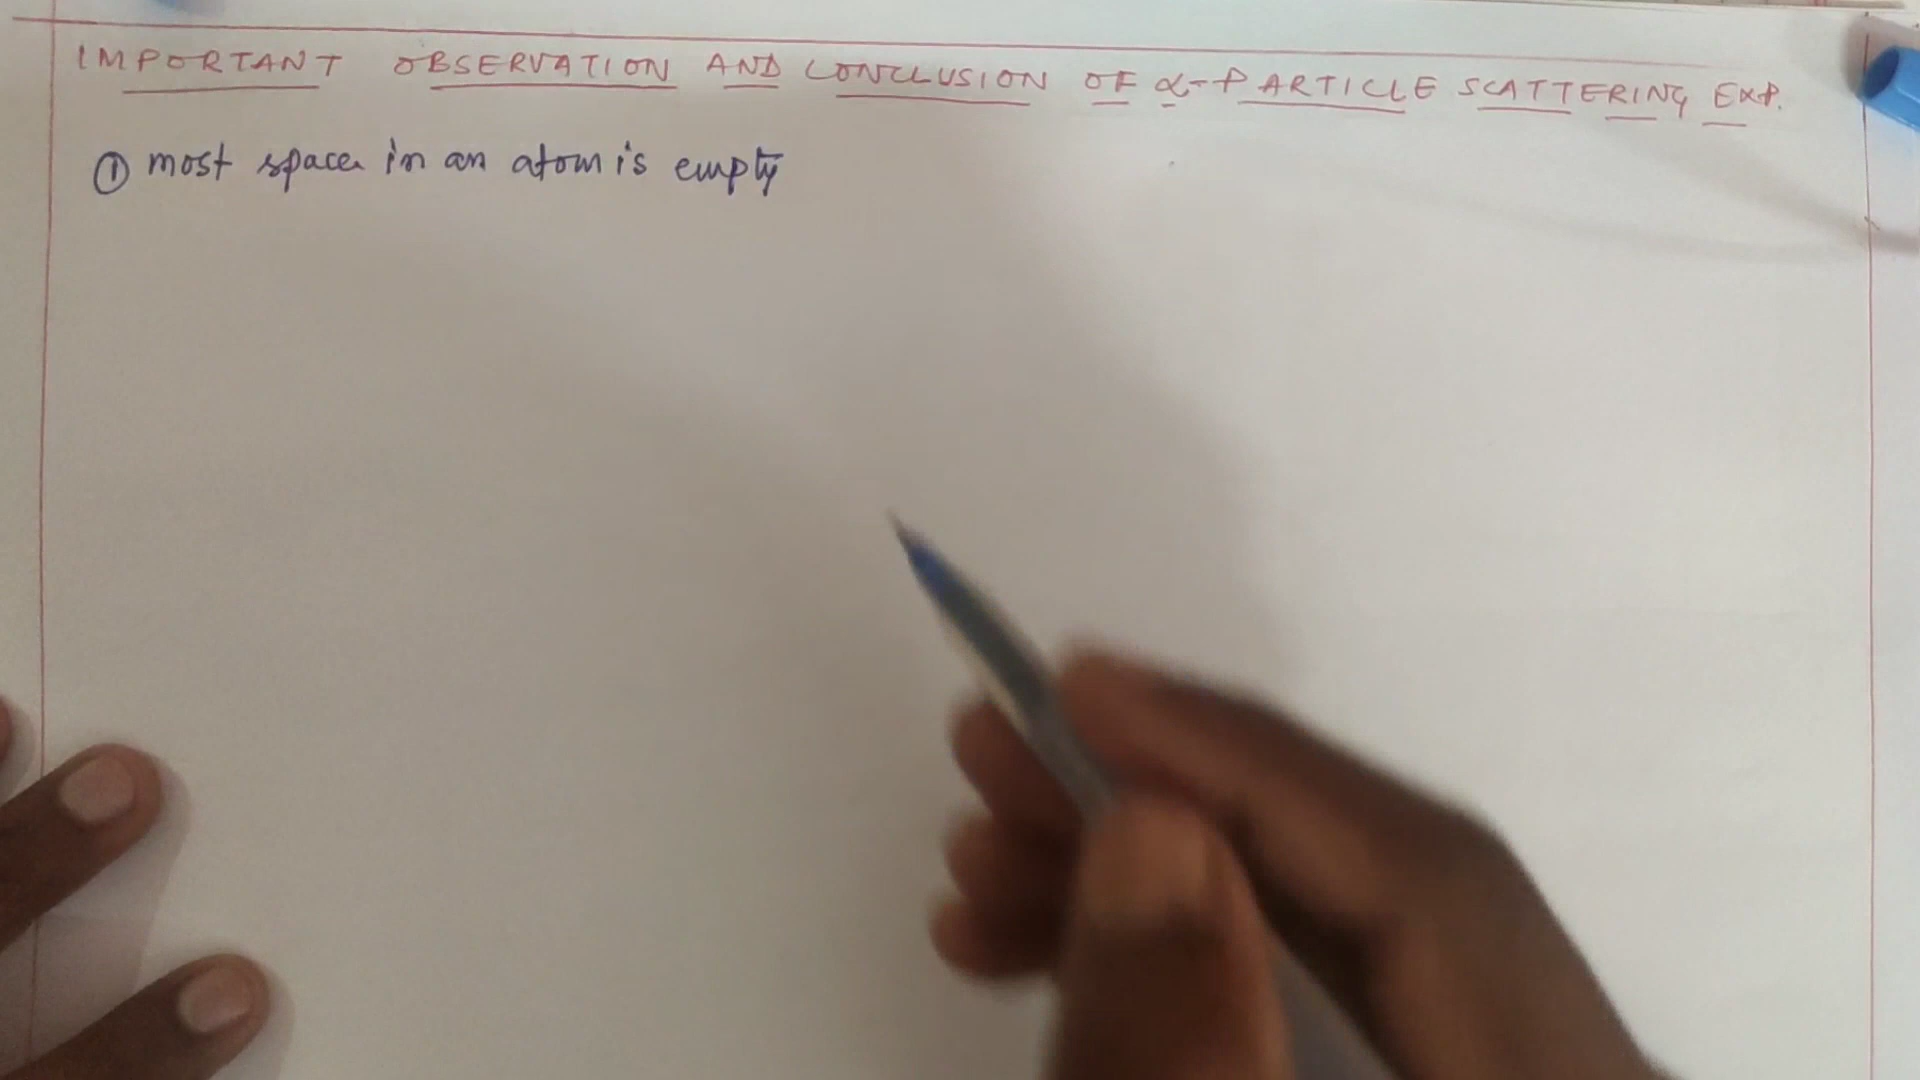 IMPORTANT OBSERVATION AND CONCLUSION OF α-PARTICLE SCATTERING EXP.
① most space in an atom is empty